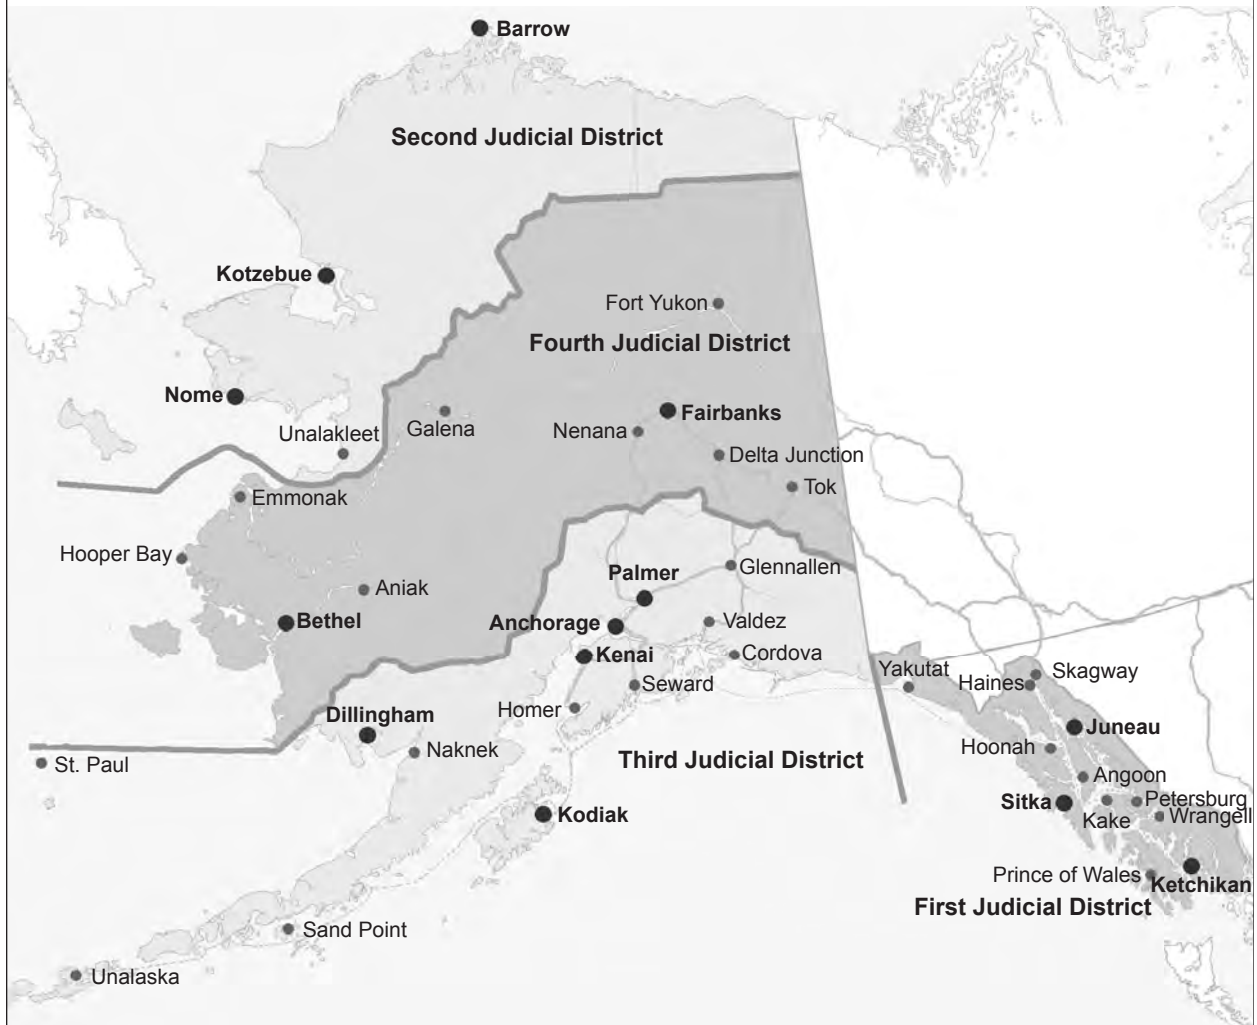 Barrow
Second Judicial District
Kotzebue
Fort Yukon
Fourth Judicial District
Nome
Galena
Fairbanks
Unalakleet
Nenana
Delta Junction
Tok
Emmonak
Hooper Bay
Glennallen
Palmer
Aniak
Bethel
Anchorage
Valdez
Kenai
Cordova
Yakutat
Skagway
Haines
Seward
Homer
Dillingham
Juneau
Naknek
Hoonah
St. Paul
Third Judicial District
Angoon
Sitka
Petersburg
Kodiak
Kake
Wrangell
Prince of Wales
Ketchikan
First Judicial District
Sand Point
Unalaska